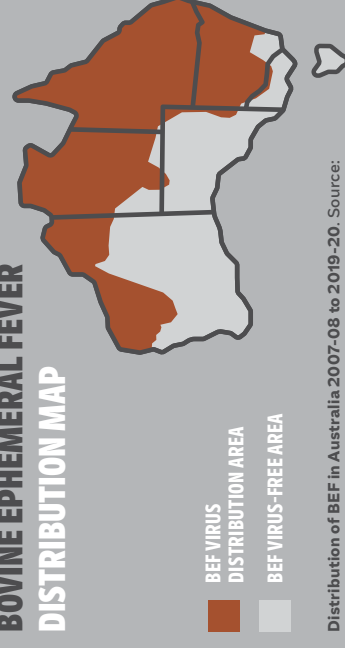 BOVINE EPHEMERAL FEVER
DISTRIBUTION MAP
BEF VIRUS
DISTRIBUTION AREA
BEF VIRUS-FREE AREA
Distribution of BEF in Australia 2007-08 to 2019-20. Source: